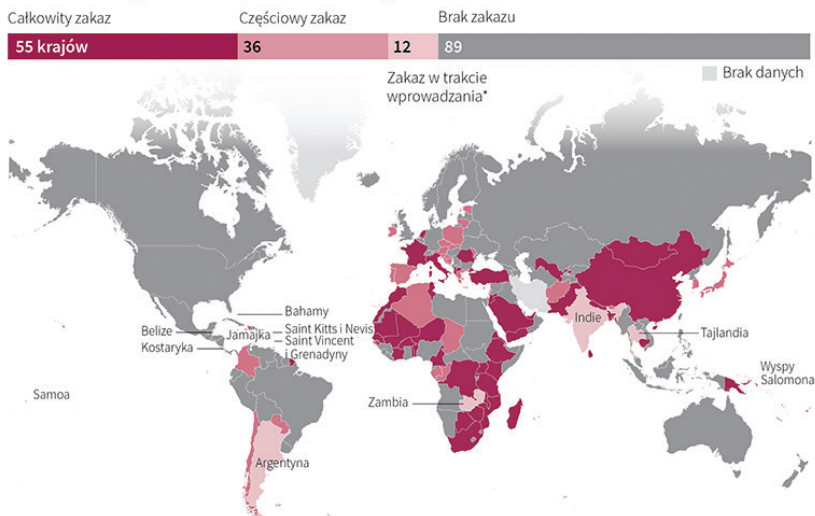 Całkowity zakaz
Częściowy zakaz
Brak zakazu
55 krajów
36
12
89
Zakaz w trakcie
wprowadzania*
Brak danych
Bahamy
Belize
Jamajka
Saint Kitts i Nevis
Saint Vincent
i Grenadyny
Kostaryka
Indie
Tajlandia
Samoa
Zambia
Wyspy
Salomona
Argentyna